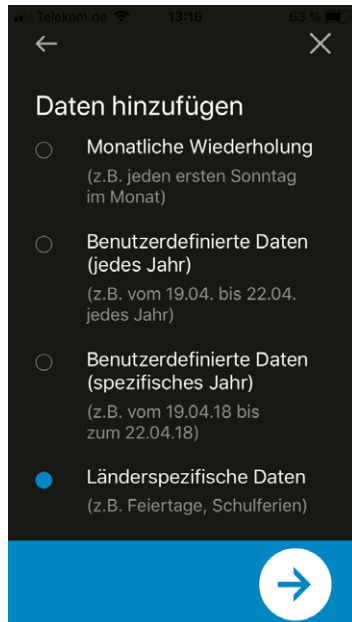 Telekom.de 13:16 63 %
Daten hinzufügen
Monatliche Wiederholung
(z.B. jeden ersten Sonntag
im Monat)
Benutzerdefinierte Daten
(jedes Jahr)
(z.B. vom 19.04. bis 22.04.
jedes Jahr)
Benutzerdefinierte Daten
(spezifisches Jahr)
(z.B. vom 19.04.18 bis
zum 22.04.18)
Länderspezifische Daten
(z.B. Feiertage, Schulferien)